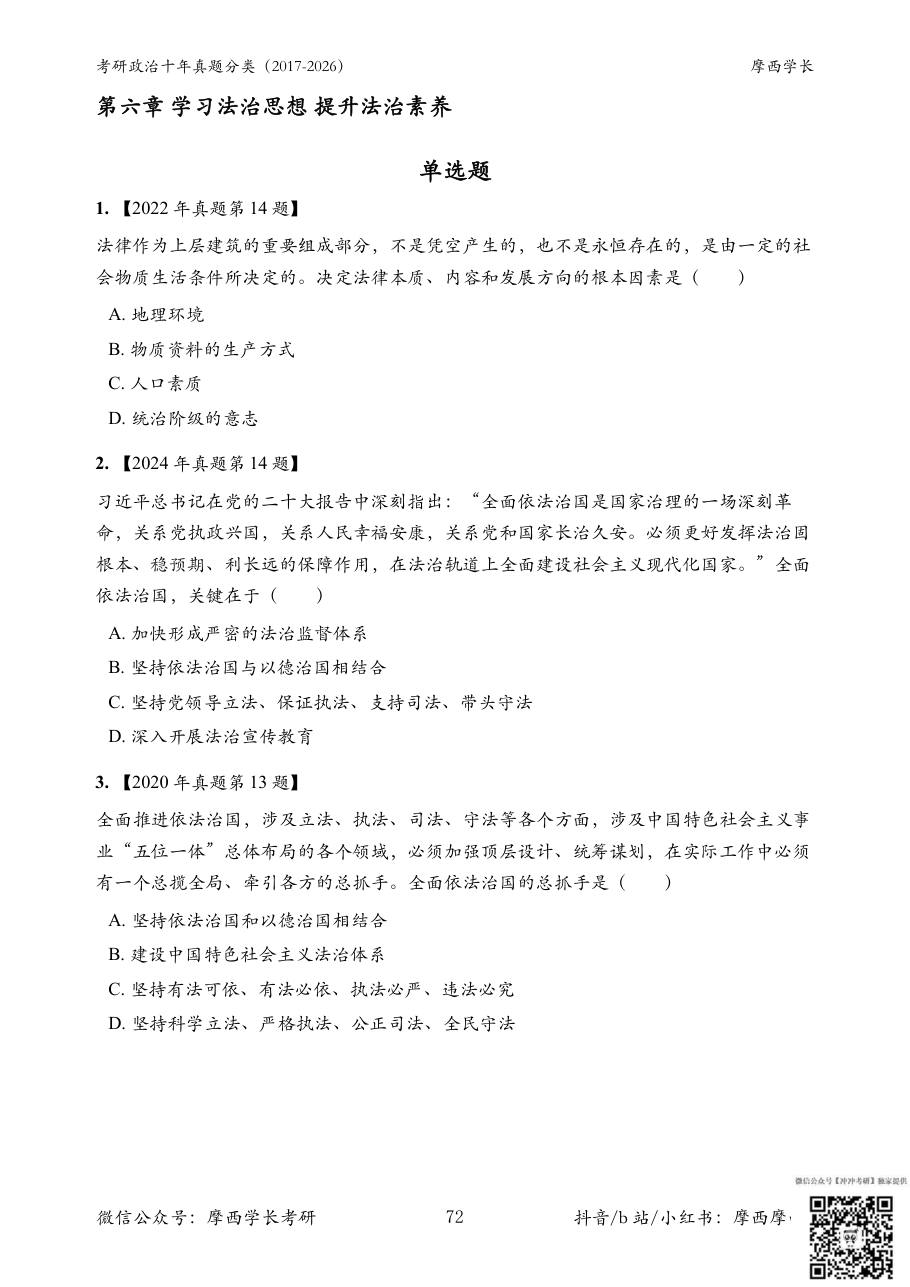 考研政治十年真题分类（2017-2026） 摩西学长
第六章 学习法治思想 提升法治素养
单选题
1. 【2022 年真题第 14 题】
法律作为上层建筑的重要组成部分，不是凭空产生的，也不是永恒存在的，是由一定的社
会物质生活条件所决定的。决定法律本质、内容和发展方向的根本因素是（  ）
A. 地理环境
B. 物质资料的生产方式
C. 人口素质
D. 统治阶级的意志
2. 【2024 年真题第 14 题】
习近平总书记在党的二十大报告中深刻指出：“全面依法治国是国家治理的一场深刻革
命，关系党执政兴国，关系人民幸福安康，关系党和国家长治久安。必须更好发挥法治固
根本、稳预期、利长远的保障作用，在法治轨道上全面建设社会主义现代化国家。”全面
依法治国，关键在于（  ）
A. 加快形成严密的法治监督体系
B. 坚持依法治国与以德治国相结合
C. 坚持党领导立法、保证执法、支持司法、带头守法
D. 深入开展法治宣传教育
3. 【2020 年真题第 13 题】
全面推进依法治国，涉及立法、执法、司法、守法等各个方面，涉及中国特色社会主义事
业“五位一体”总体布局的各个领域，必须加强顶层设计、统筹谋划，在实际工作中必须
有一个总揽全局、牵引各方的总抓手。全面依法治国的总抓手是（  ）
A. 坚持依法治国和以德治国相结合
B. 建设中国特色社会主义法治体系
C. 坚持有法可依、有法必依、执法必严、违法必究
D. 坚持科学立法、严格执法、公正司法、全民守法
微信公众号【冲冲考研】独家提供
微信公众号：摩西学长考研 72 抖音/b 站/小红书：摩西摩